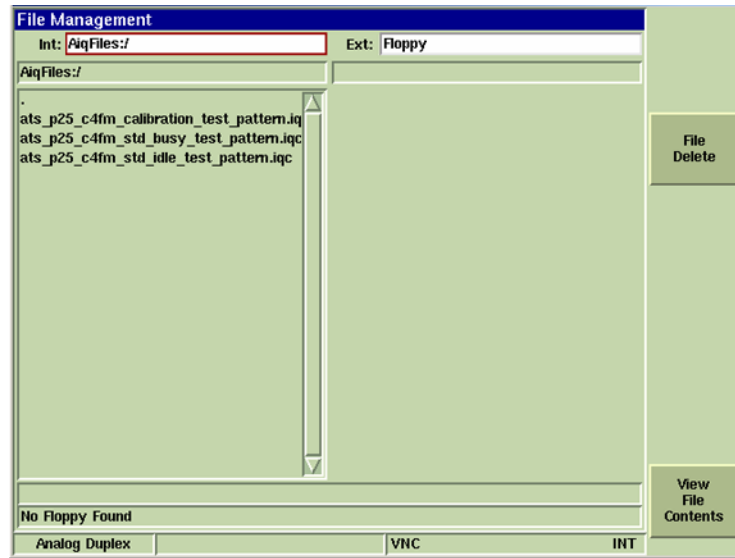 File Management
Int: AiqFiles:/ Ext: Floppy
AiqFiles:/
.
ats_p25_c4fm_calibration_test_pattern.iq
ats_p25_c4fm_std_busy_test_pattern.iqc
ats_p25_c4fm_std_idle_test_pattern.iqc
File
Delete
View
File
Contents
No Floppy Found
Analog Duplex VNC INT